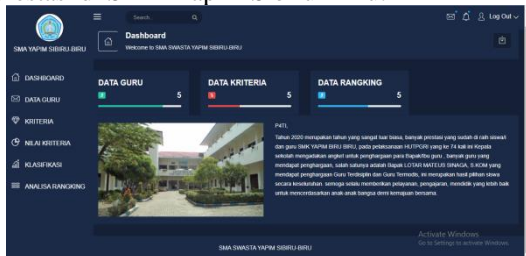 Search...
Log Out
Dashboard
Welcome to SMA SWASTA YAPIM SIBIRU-BIRU
SMA YAPIM SIBIRU-BIRU
DASHBOARD
DATA GURU
KRITERIA
NILAI KRITERIA
KLASIFIKASI
ANALISA RANGKING
DATA GURU
5
DATA KRITERIA
5
DATA RANGKING
5
P4TL
Tahun 2020 merupakan tahun yang sangat luar biasa, banyak prestasi yang sudah di raih siswa/i
dan guru SMK YAPIM BIRU BIRU, pada pelaksanaan HUTPGRI yang ke 74 kali ini Kepala
sekolah mengadakan angket untuk penghargaan para Bapak/Ibu guru , banyak guru yang
mendapat penghargaan, salah satunya adalah Bapak LOTAR MATEUS SINAGA, S.KOM yang
mendapat penghargaan Guru Terdisiplin dan Guru Termodis, ini merupakan hasil pilihan siswa
secara keseluruhan. semoga selalu memberikan pelayanan, pengajaran, mendidik yang lebih baik
untuk mencerdasarkan anak anak bangsa demi kemajuan bersama.
Activate Windows
Go to Settings to activate Windows.
SMA SWASTA YAPIM SIBIRU-BIRU